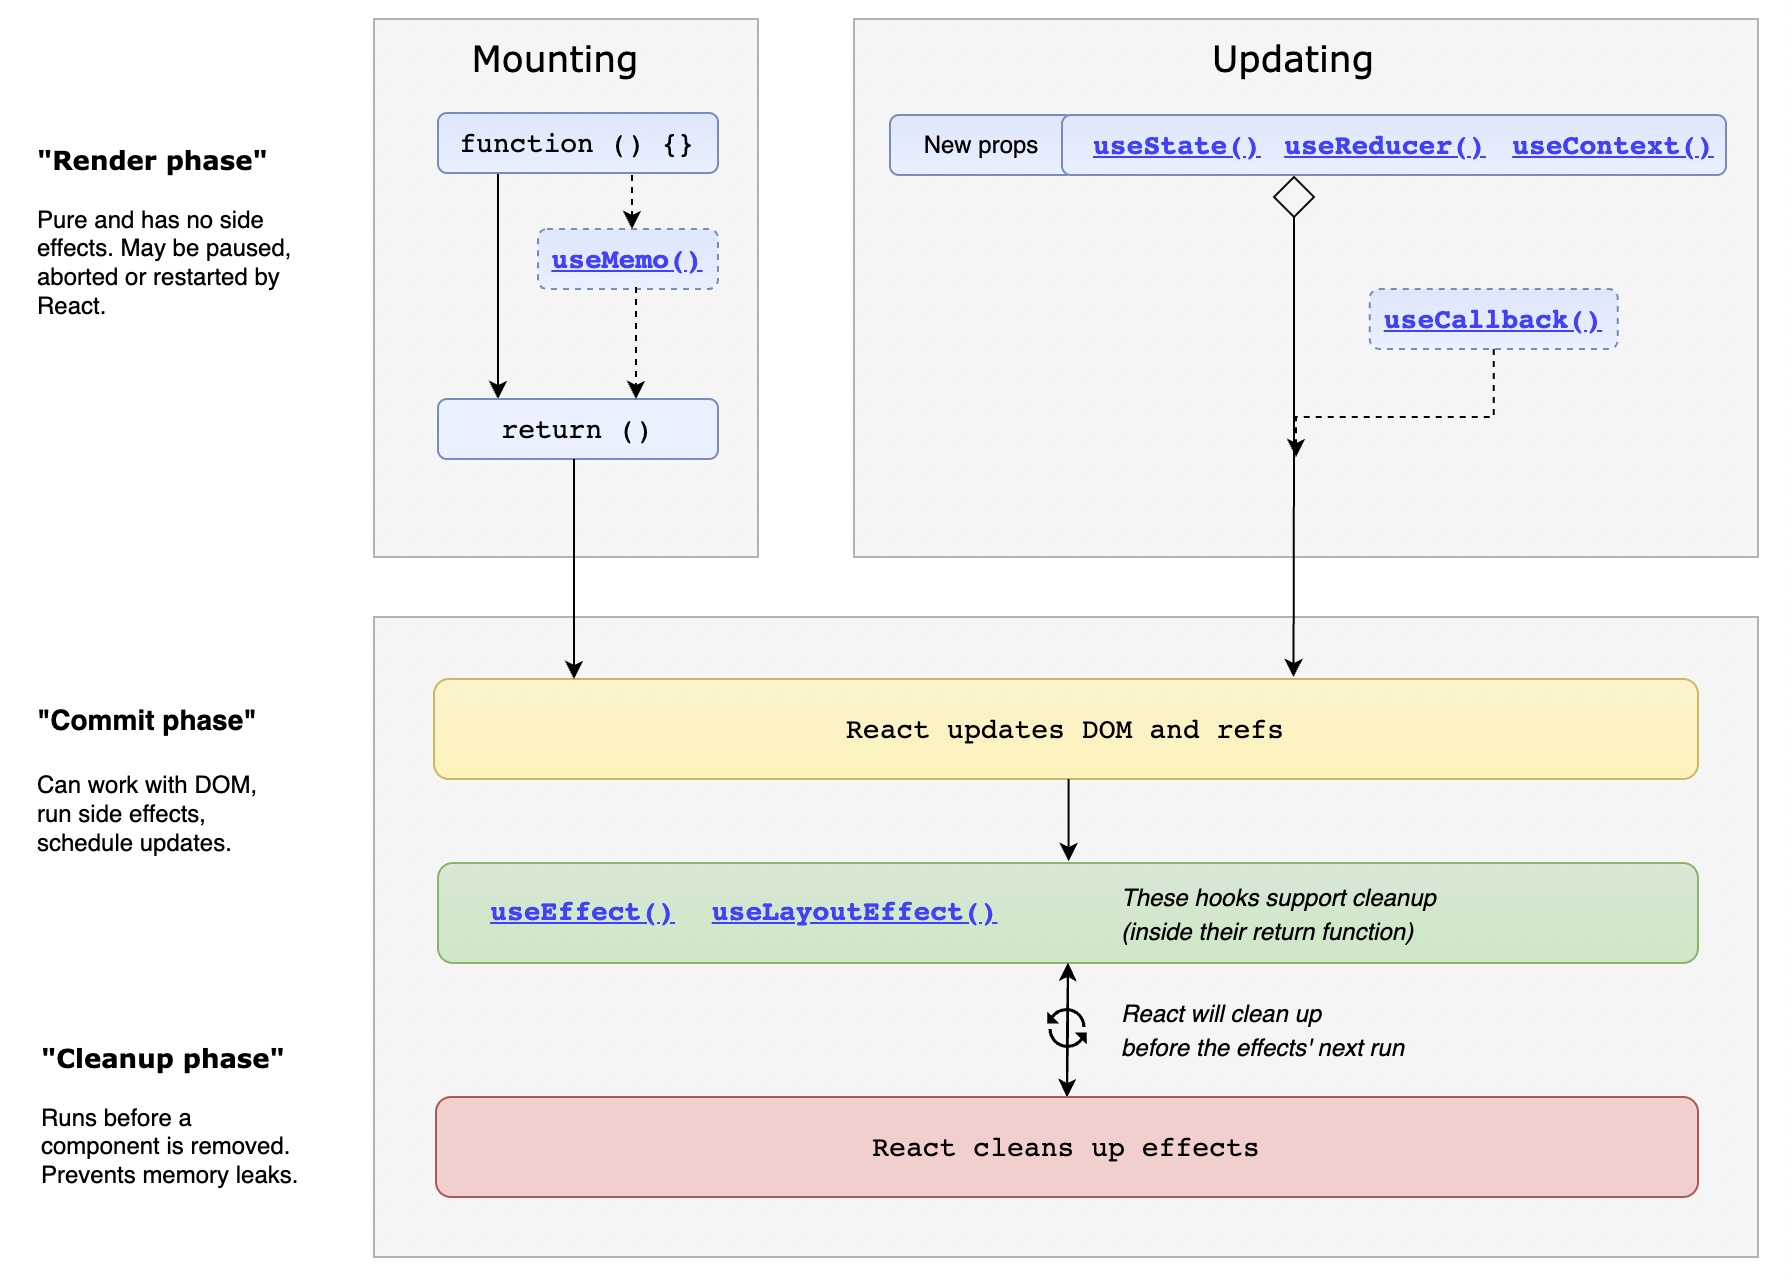 Mounting
Updating
"Render phase"
Pure and has no side
effects. May be paused,
aborted or restarted by
React.
function () {}
useMemo()
return ()
New props
useState() useReducer() useContext()
useCallback()
"Commit phase"
Can work with DOM,
run side effects,
schedule updates.
React updates DOM and refs
useEffect() useLayoutEffect()
These hooks support cleanup
(inside their return function)
React will clean up
before the effects' next run
"Cleanup phase"
Runs before a
component is removed.
Prevents memory leaks.
React cleans up effects